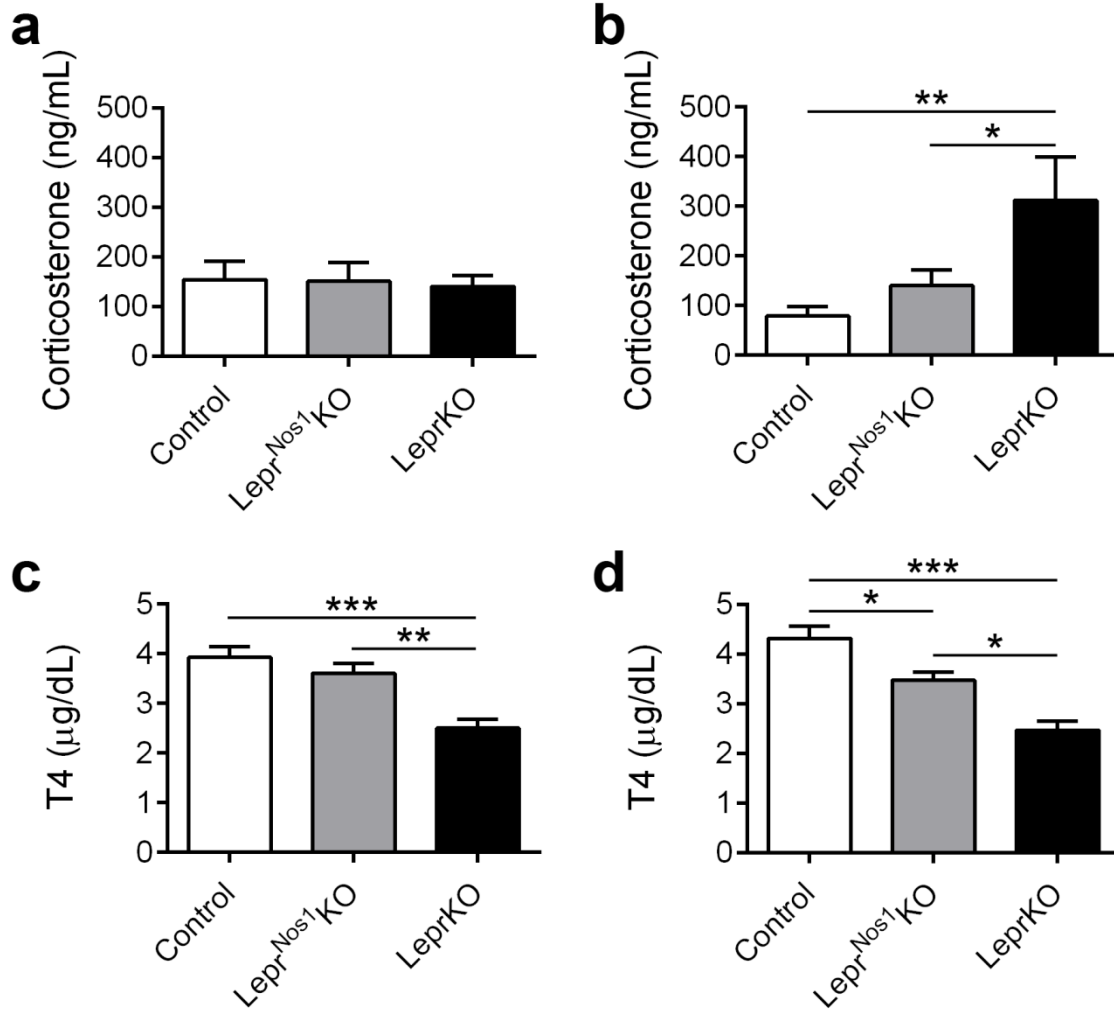 a
Corticosterone (ng/mL)
500
400
300
200
100
0
Control
Lepr^Nos1KO
LeprKO
b
Corticosterone (ng/mL)
500
400
300
200
100
0
**
*
Control
Lepr^Nos1KO
LeprKO
c
T4 (μg/dL)
5
4
3
2
1
0
***
**
Control
Lepr^Nos1KO
LeprKO
d
T4 (μg/dL)
5
4
3
2
1
0
***
*
*
Control
Lepr^Nos1KO
LeprKO